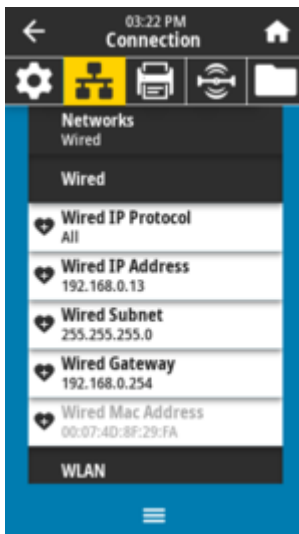 03:22 PM
Connection
Networks
Wired
Wired
Wired IP Protocol
All
Wired IP Address
192.168.0.13
Wired Subnet
255.255.255.0
Wired Gateway
192.168.0.254
Wired Mac Address
00:07:4D:8F:29:FA
WLAN